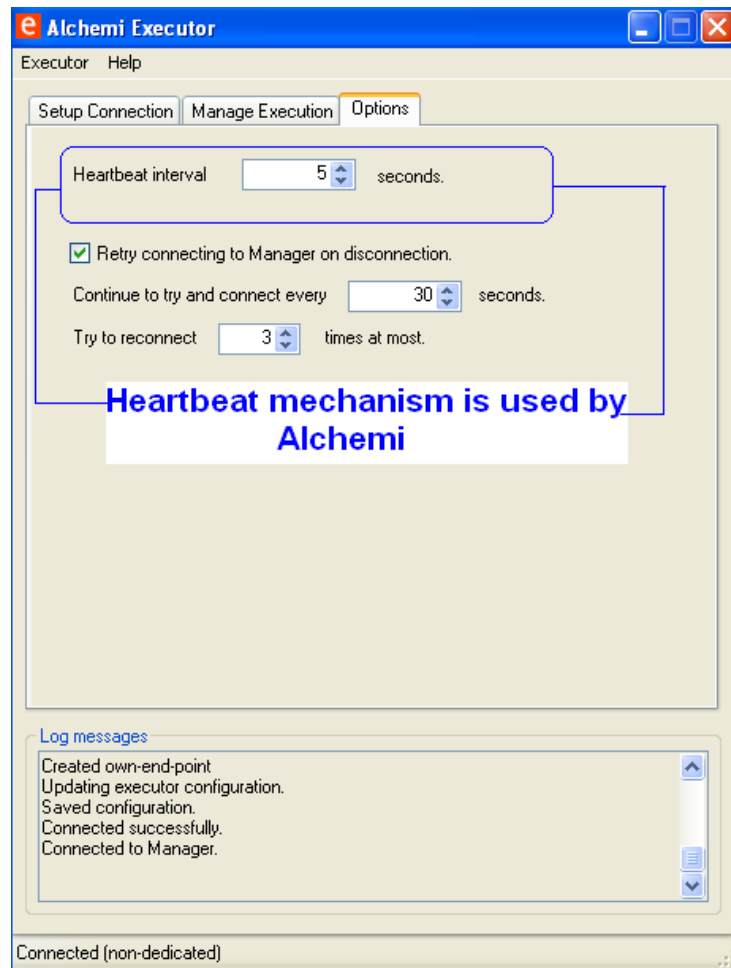 e Alchemi Executor
Executor Help
Setup Connection Manage Execution Options
Heartbeat interval 5 seconds.
Retry connecting to Manager on disconnection.
Continue to try and connect every 30 seconds.
Try to reconnect 3 times at most.
Heartbeat mechanism is used by
Alchemi
Log messages
Created own-end-point
Updating executor configuration.
Saved configuration.
Connected successfully.
Connected to Manager.
Connected (non-dedicated)